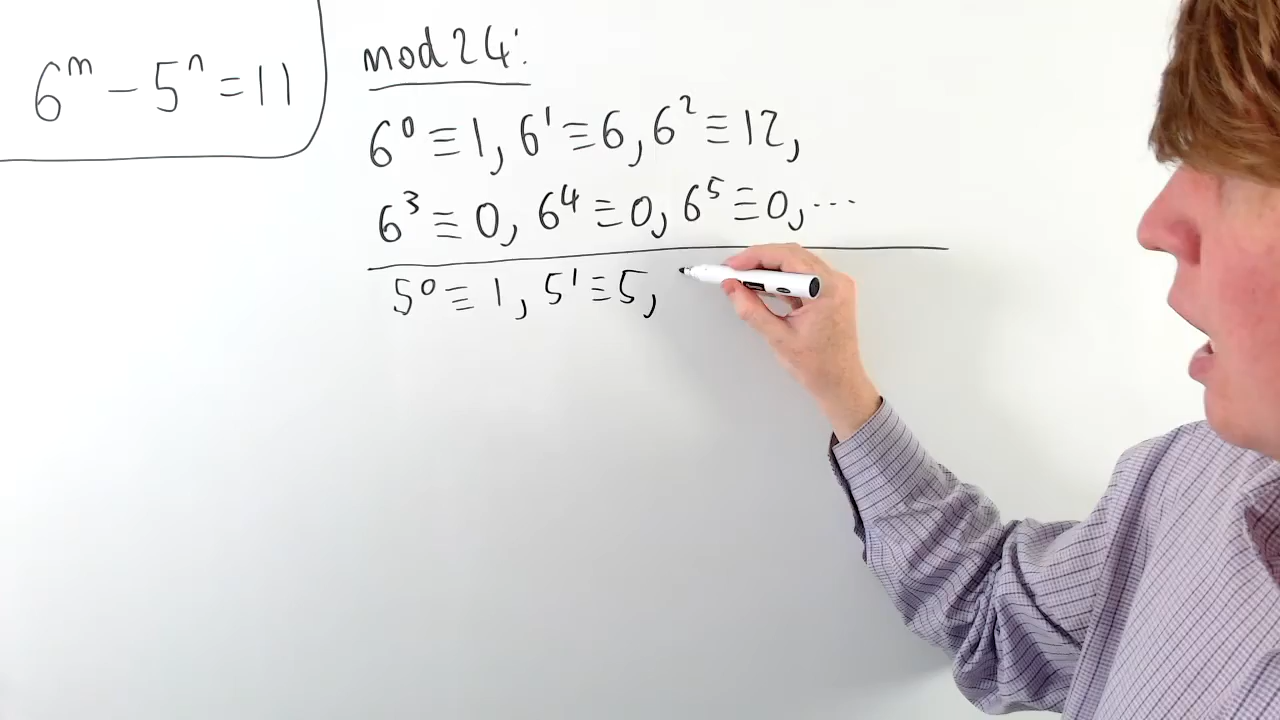 6^m − 5^n = 11
mod 24:
6^0 ≡ 1, 6^1 ≡ 6, 6^2 ≡ 12,
6^3 ≡ 0, 6^4 ≡ 0, 6^5 ≡ 0, ...
5^0 ≡ 1, 5^1 ≡ 5,